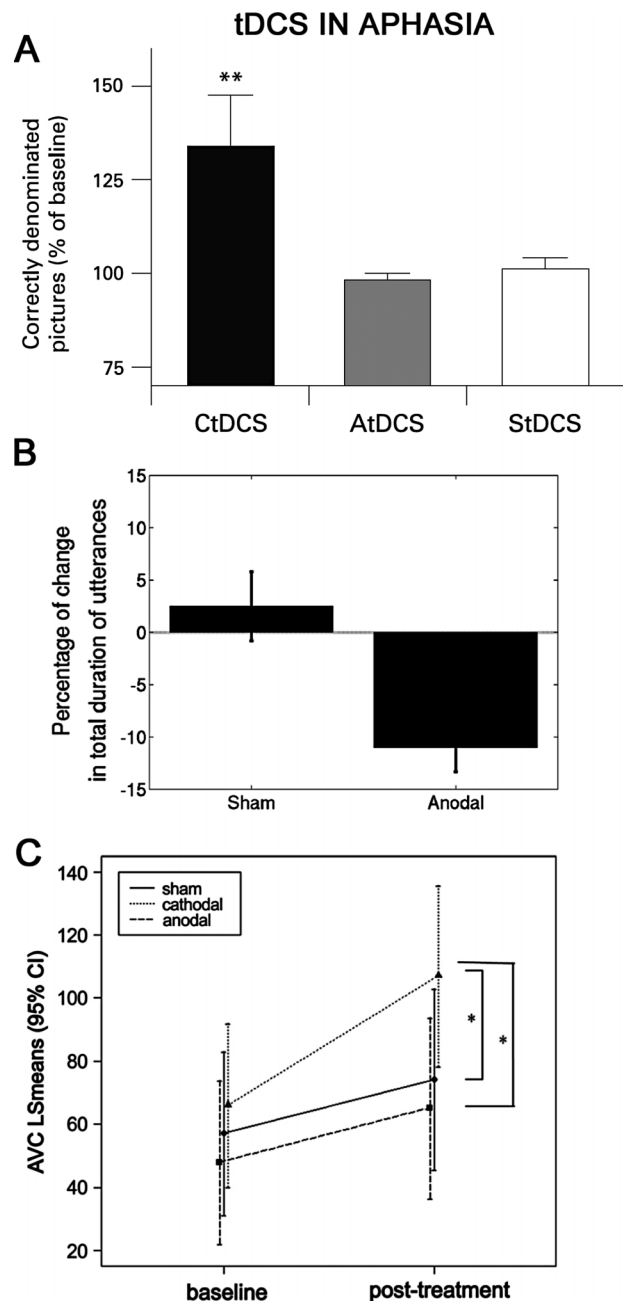 tDCS IN APHASIA
A
**
150
125
100
75
Correctly denominated
pictures (% of baseline)
CtDCS AtDCS StDCS
B
15
10
5
0
-5
-10
-15
Percentage of change
in total duration of utterances
Sham Anodal
C
140
120
100
80
60
40
20
AVC LSmeans (95% CI)
sham
cathodal
anodal
*
*
baseline post-treatment